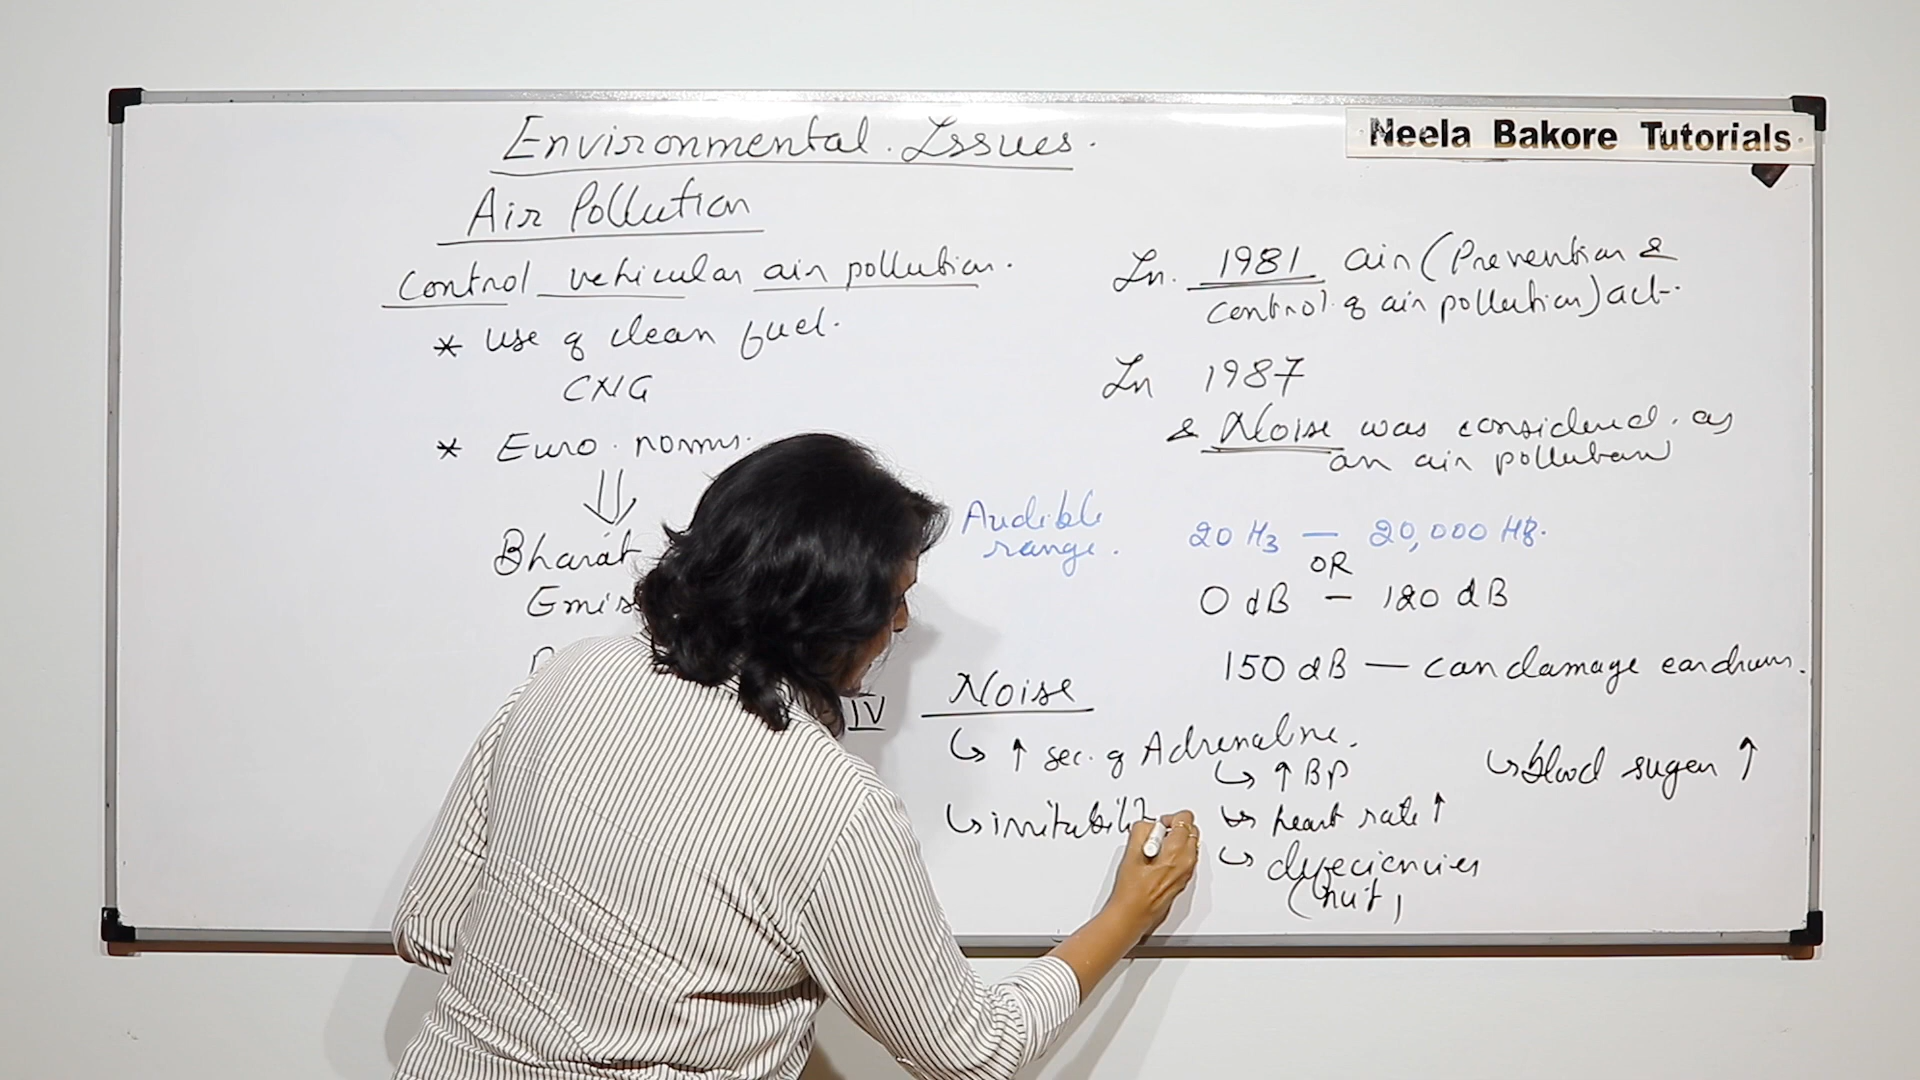 Environmental Issues.
Neela Bakore Tutorials
Air Pollution
Control vehicular air pollution.
* Use of clean fuel.
CNG
* Euro norms.
Bharat
Emiss
IV
In 1981 air (Prevention &
control of air pollution) act.
In 1987
& Noise was considered as
an air pollutant
Audible
range.
20 Hz — 20,000 Hz.
OR
0 dB — 120 dB
150 dB — can damage eardrum.
Noise
↳ ↑ sec. of Adrenaline.
↳ ↑ BP
↳ blood sugar ↑
↳ irritabilit
↳ heart rate ↑
↳ dificiencies
(nut,